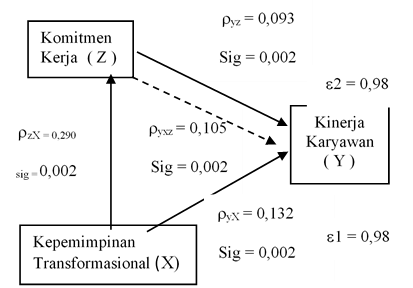 ρyz = 0,093
Komitmen
Kerja ( Z )
Sig = 0,002
ε2 = 0,98
Kinerja
Karyawan
( Y )
ρzX = 0,290
sig = 0,002
ρyxz = 0,105
Sig = 0,002
ρyX = 0,132
Sig = 0,002
ε1 = 0,98
Kepemimpinan
Transformasional (X)